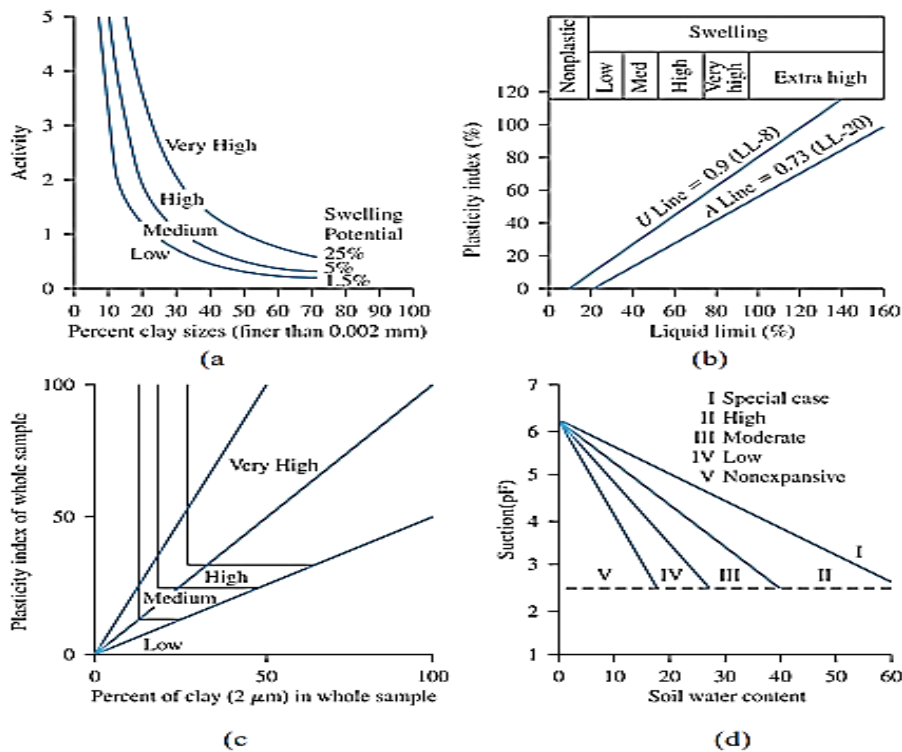 5
4
3
2
1
0
Activity
Very High
High
Medium
Low
Swelling
Potential
25%
5%
1.5%
0 10 20 30 40 50 60 70 80 90 100
Percent clay sizes (finer than 0.002 mm)
(a
Swelling
Nonplastic
Low
Med
High
Very high
Extra high
120
100
80
60
40
20
0
Plasticity index (%)
U Line = 0.9 (LL-8)
A Line = 0.73 (LL-20)
0 20 40 60 80 100 120 140 160
Liquid limit (%)
(b)
100
50
0
Plasticity index of whole sample
Very High
High
Medium
Low
0 50 100
Percent of clay (2 μm) in whole sample
(c
7
6
5
4
3
2
1
Suction(pF)
I Special case
II High
III Moderate
IV Low
V Nonexpansive
I
V IV III II
0 10 20 30 40 50 60
Soil water content
(d)